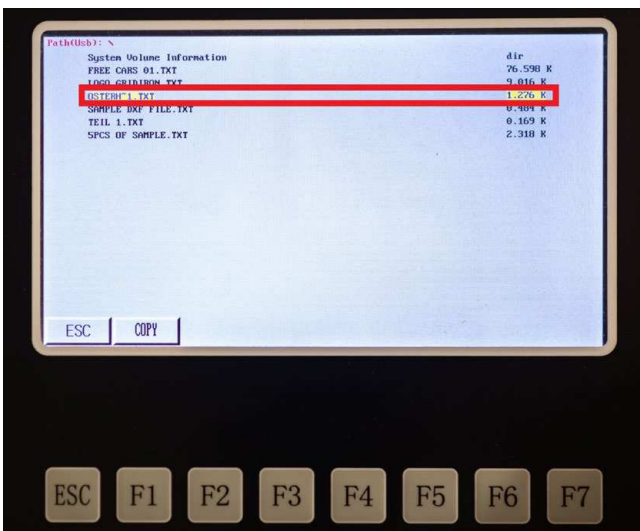 Path(Usb): \
System Volume Information dir
FREE CARS 01.TXT 76.598 K
LOGO GRIDIRON TXT 9.016 K
OSTERH~1.TXT 1.276 K
SAMPLE DXF FILE.TXT 0.484 K
TEIL 1.TXT 0.169 K
5PCS OF SAMPLE.TXT 2.318 K
ESC COPY
ESC F1 F2 F3 F4 F5 F6 F7